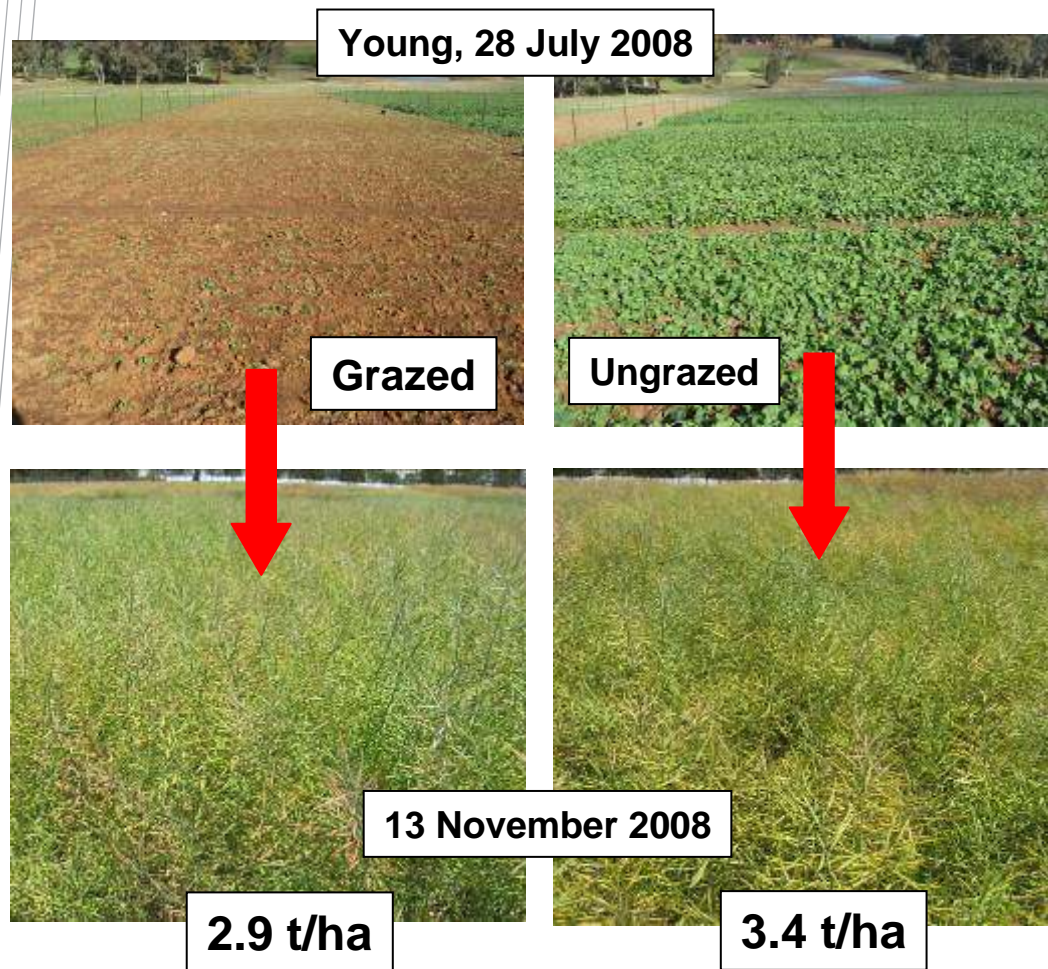 Young, 28 July 2008
Grazed
Ungrazed
13 November 2008
2.9 t/ha
3.4 t/ha